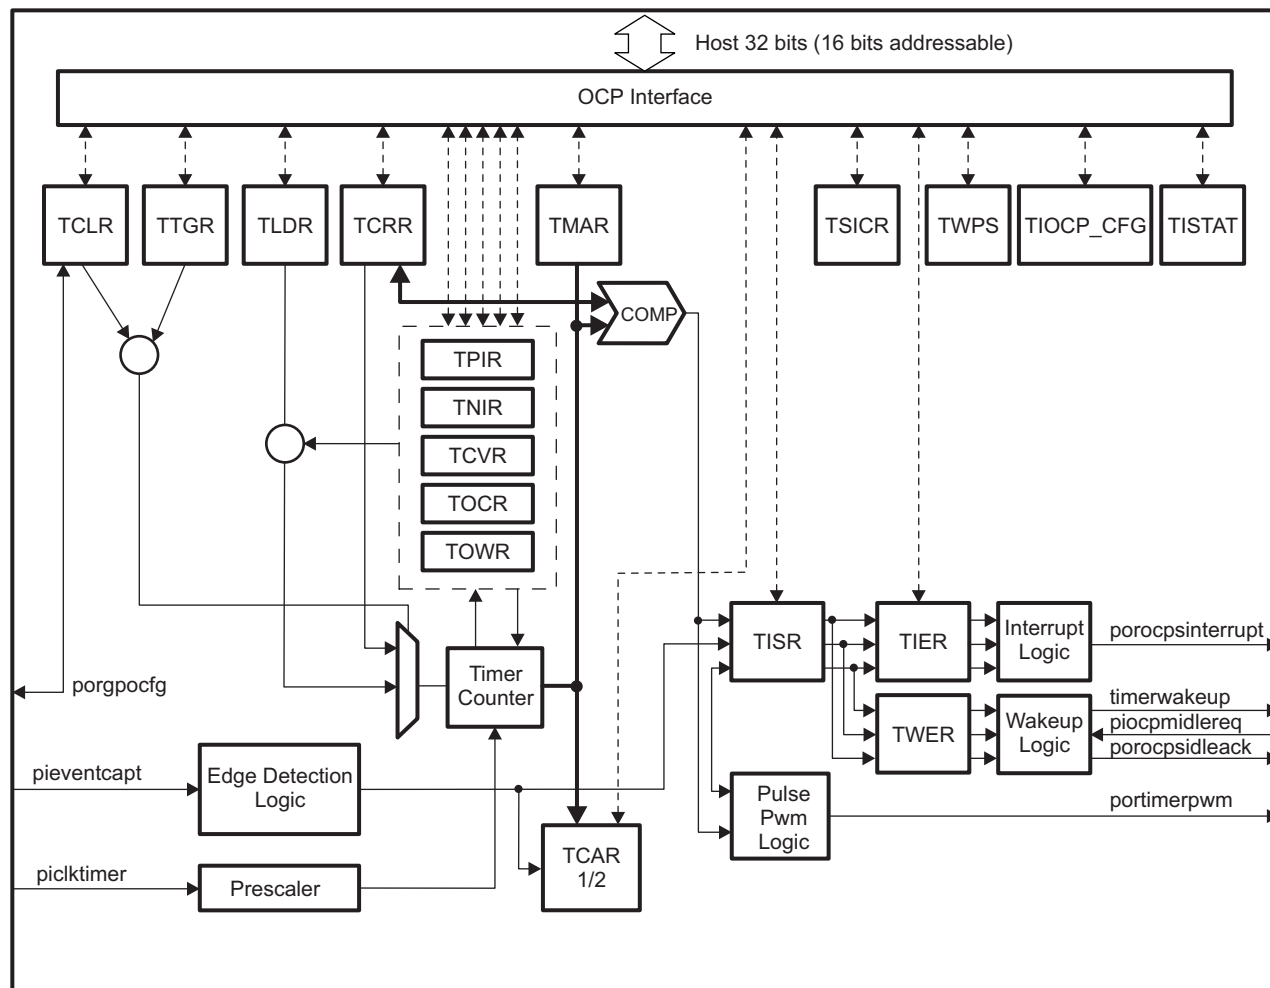 Host 32 bits (16 bits addressable)
OCP Interface
TCLR
TTGR
TLDR
TCRR
TMAR
TSICR
TWPS
TIOCP_CFG
TISTAT
COMP
TPIR
TNIR
TCVR
TOCR
TOWR
Timer
Counter
TISR
TIER
Interrupt
Logic
porocpsinterrupt
porgpocfg
TWER
Wakeup
Logic
timerwakeup
piocpmidlereq
porocpsidleack
pieventcapt
Edge Detection
Logic
Pulse
Pwm
Logic
portimerpwm
piclktimer
Prescaler
TCAR
1/2